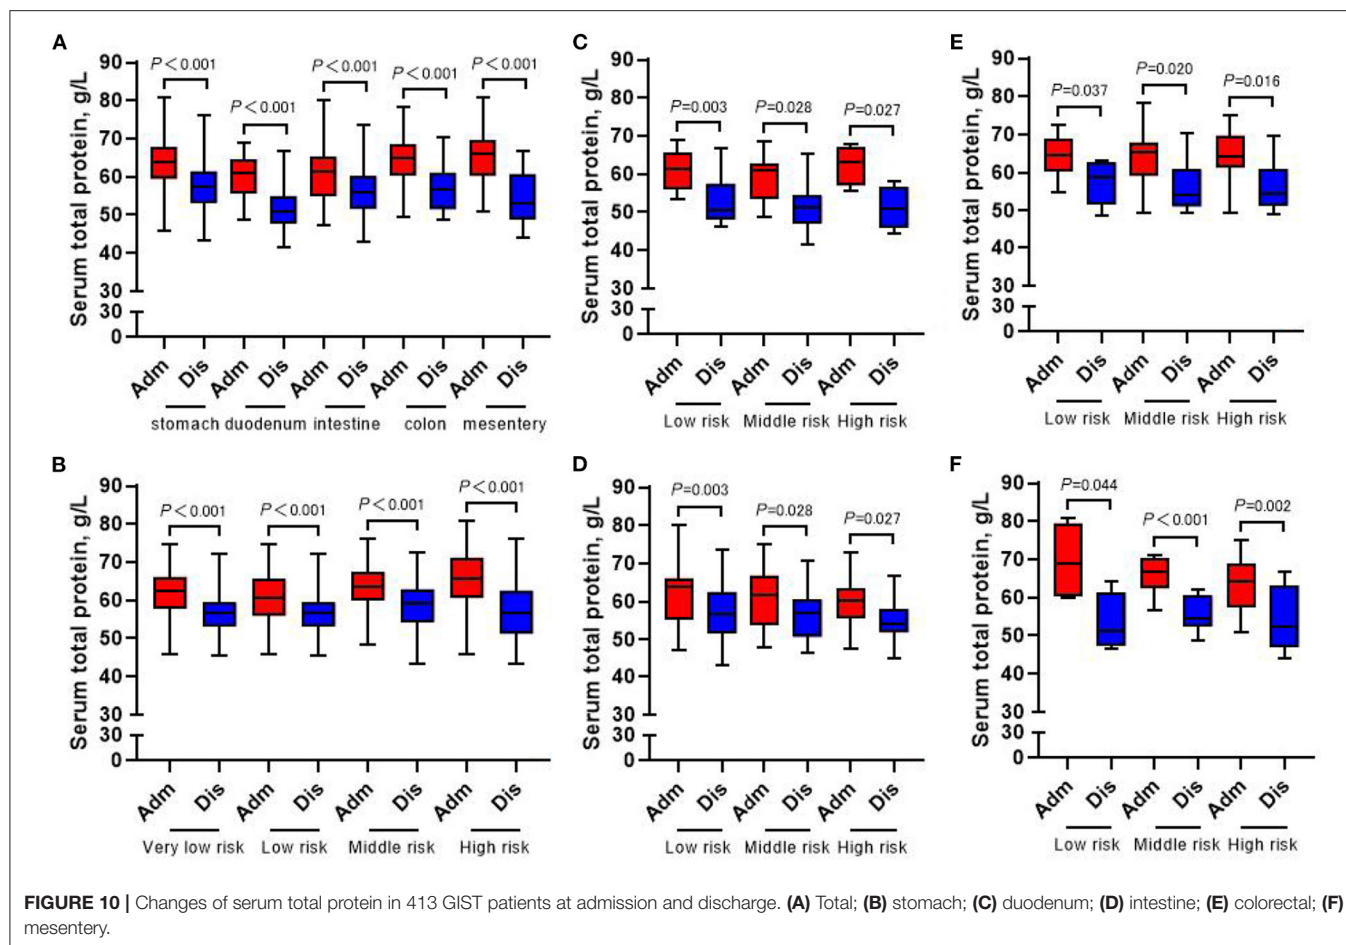 A
Serum total protein, g/L
90
80
70
60
50
40
30
30
0
P＜0.001
P＜0.001
P＜0.001
P＜0.001
P＜0.001
Adm Dis Adm Dis Adm Dis Adm Dis Adm Dis
stomach duodenum intestine colon mesentery
C
Serum total protein, g/L
90
80
70
60
50
40
30
30
0
P=0.003
P=0.028
P=0.027
Adm Dis Adm Dis Adm Dis
Low risk Middle risk High risk
E
Serum total protein, g/L
90
80
70
60
50
40
30
30
0
P=0.037
P=0.020
P=0.016
Adm Dis Adm Dis Adm Dis
Low risk Middle risk High risk
B
Serum total protein, g/L
90
80
70
60
50
40
30
30
0
P＜0.001
P＜0.001
P＜0.001
P＜0.001
Adm Dis Adm Dis Adm Dis Adm Dis
Very low risk Low risk Middle risk High risk
D
Serum total protein, g/L
90
80
70
60
50
40
30
30
0
P=0.003
P=0.028
P=0.027
Adm Dis Adm Dis Adm Dis
Low risk Middle risk High risk
F
Serum total protein, g/L
90
80
70
60
50
40
30
30
0
P=0.044
P＜0.001
P=0.002
Adm Dis Adm Dis Adm Dis
Low risk Middle risk High risk
FIGURE 10 | Changes of serum total protein in 413 GIST patients at admission and discharge. (A) Total; (B) stomach; (C) duodenum; (D) intestine; (E) colorectal; (F)
mesentery.